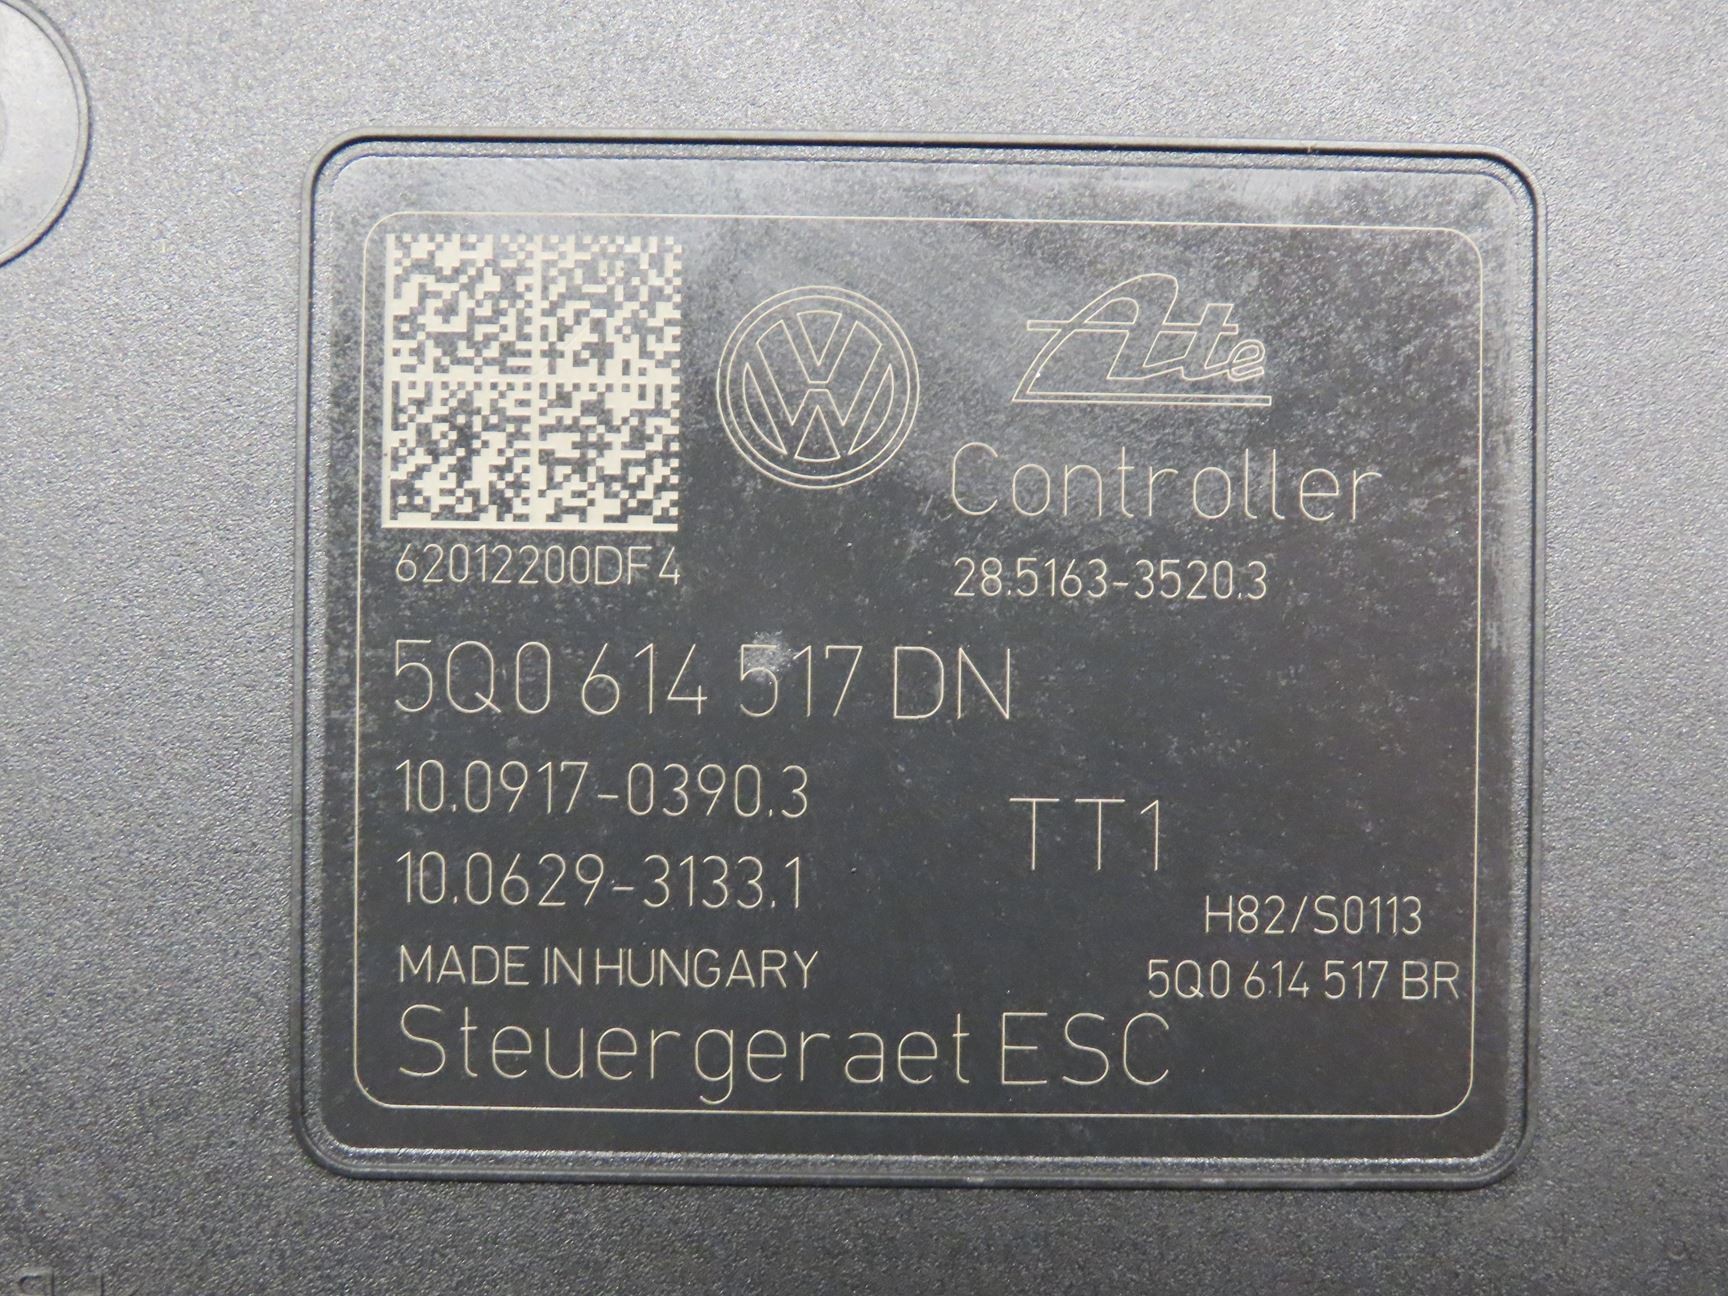 Ate
Controller
62012200DF4
28.5163-3520.3
5Q0 614 517 DN
10.0917-0390.3
TT1
10.0629-3133.1
H82/S0113
MADE IN HUNGARY
5Q0 614 517 BR
Steuergeraet ESC